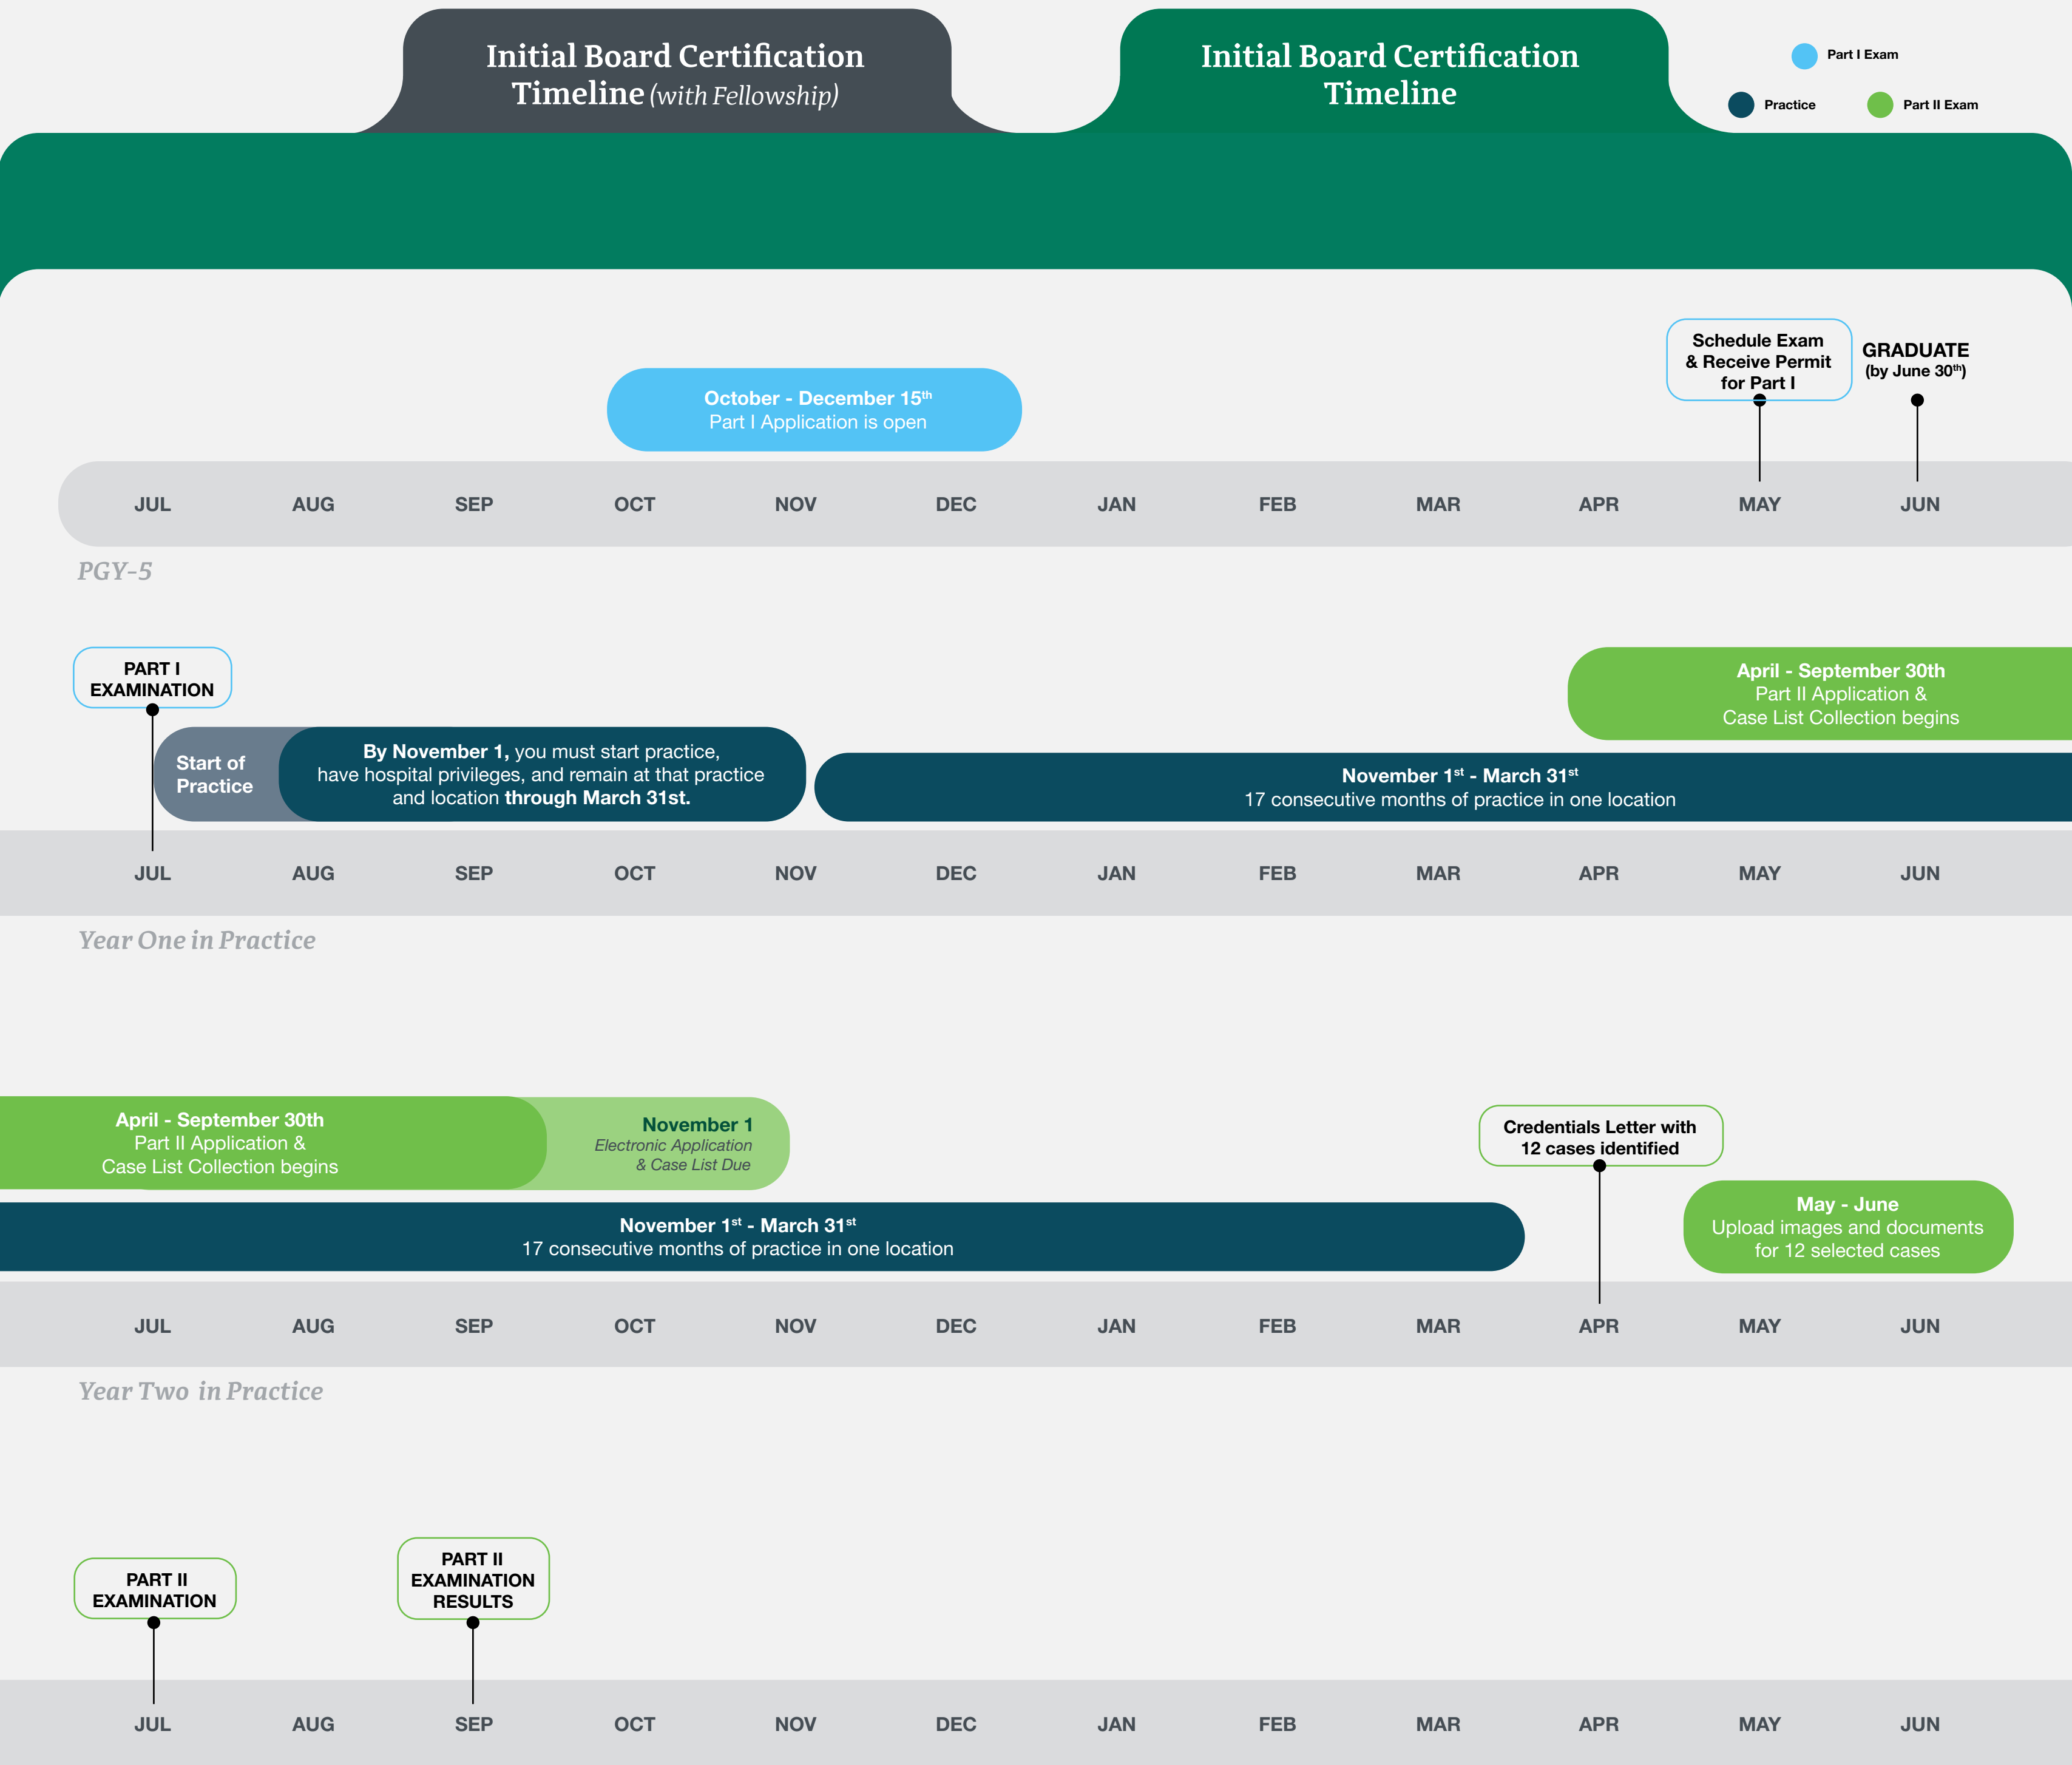 Initial Board Certification
Timeline (with Fellowship)
Initial Board Certification
Timeline
Part I Exam
Practice
Part II Exam
Schedule Exam
& Receive Permit
for Part I
GRADUATE
(by June 30th)
October - December 15th
Part I Application is open
JUL AUG SEP OCT NOV DEC JAN FEB MAR APR MAY JUN
PGY-5
PART I
EXAMINATION
Start of
Practice
By November 1, you must start practice,
have hospital privileges, and remain at that practice
and location through March 31st.
April - September 30th
Part II Application &
Case List Collection begins
November 1st - March 31st
17 consecutive months of practice in one location
JUL AUG SEP OCT NOV DEC JAN FEB MAR APR MAY JUN
Year One in Practice
April - September 30th
Part II Application &
Case List Collection begins
November 1
Electronic Application
& Case List Due
Credentials Letter with
12 cases identified
November 1st - March 31st
17 consecutive months of practice in one location
May - June
Upload images and documents
for 12 selected cases
JUL AUG SEP OCT NOV DEC JAN FEB MAR APR MAY JUN
Year Two in Practice
PART II
EXAMINATION
PART II
EXAMINATION
RESULTS
JUL AUG SEP OCT NOV DEC JAN FEB MAR APR MAY JUN